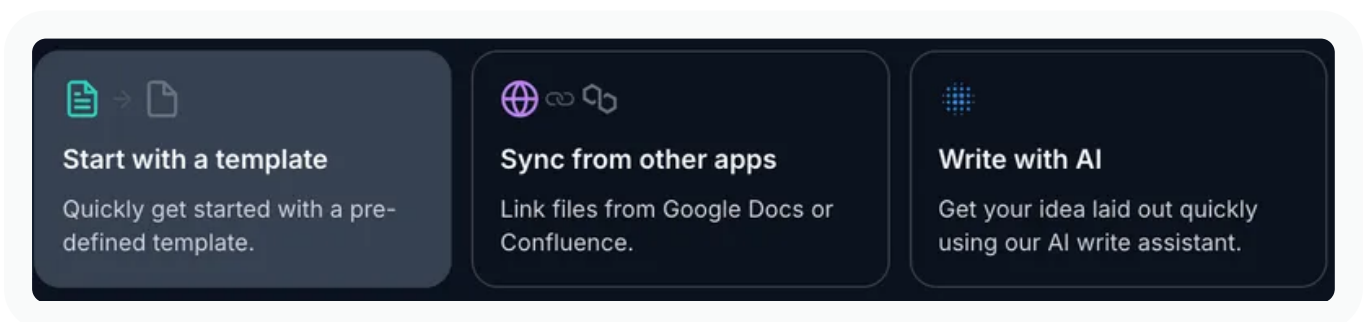 Start with a template
Quickly get started with a pre-
defined template.
Sync from other apps
Link files from Google Docs or
Confluence.
Write with AI
Get your idea laid out quickly
using our AI write assistant.